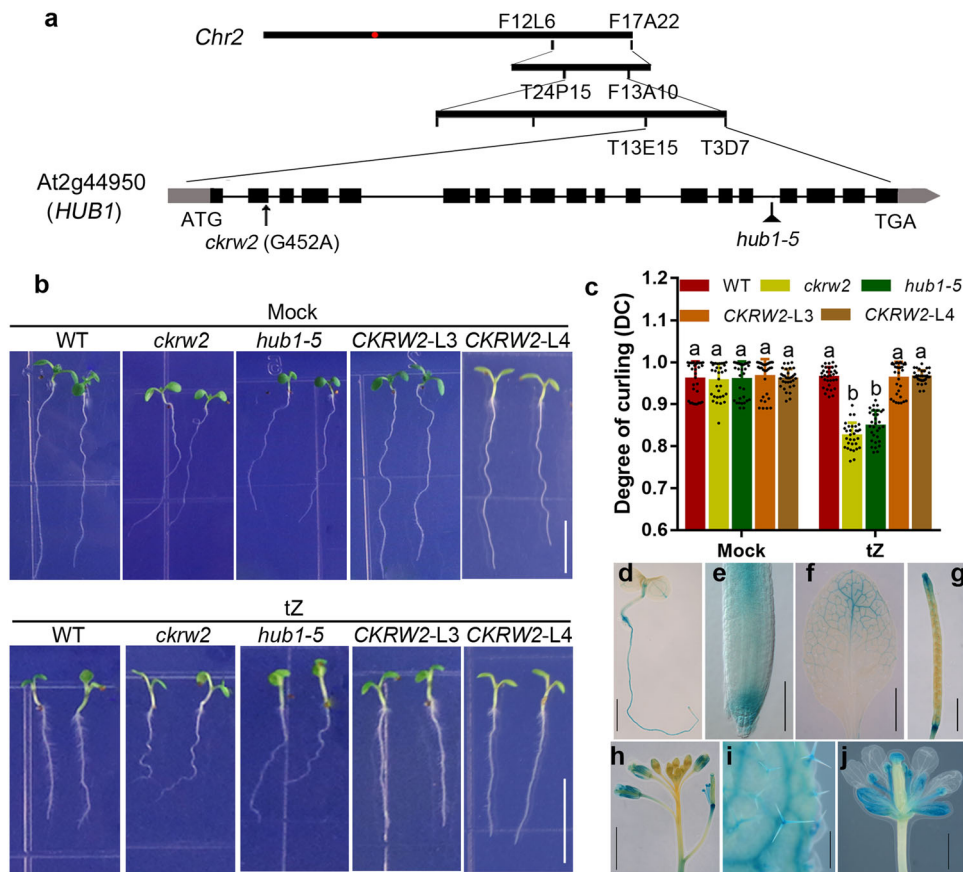 a
F12L6 F17A22
Chr2
T24P15 F13A10
T13E15 T3D7
At2g44950
(HUB1)
ATG TGA
ckrw2 (G452A) hub1-5
b
Mock
WT ckrw2 hub1-5 CKRW2-L3 CKRW2-L4
tZ
WT ckrw2 hub1-5 CKRW2-L3 CKRW2-L4
c
Degree of curling (DC)
1.2
1.1
1.0
0.9
0.8
0.7
0.6
WT ckrw2 hub1-5
CKRW2-L3 CKRW2-L4
a a a a a a b b a a
Mock tZ
d e f g
h i j